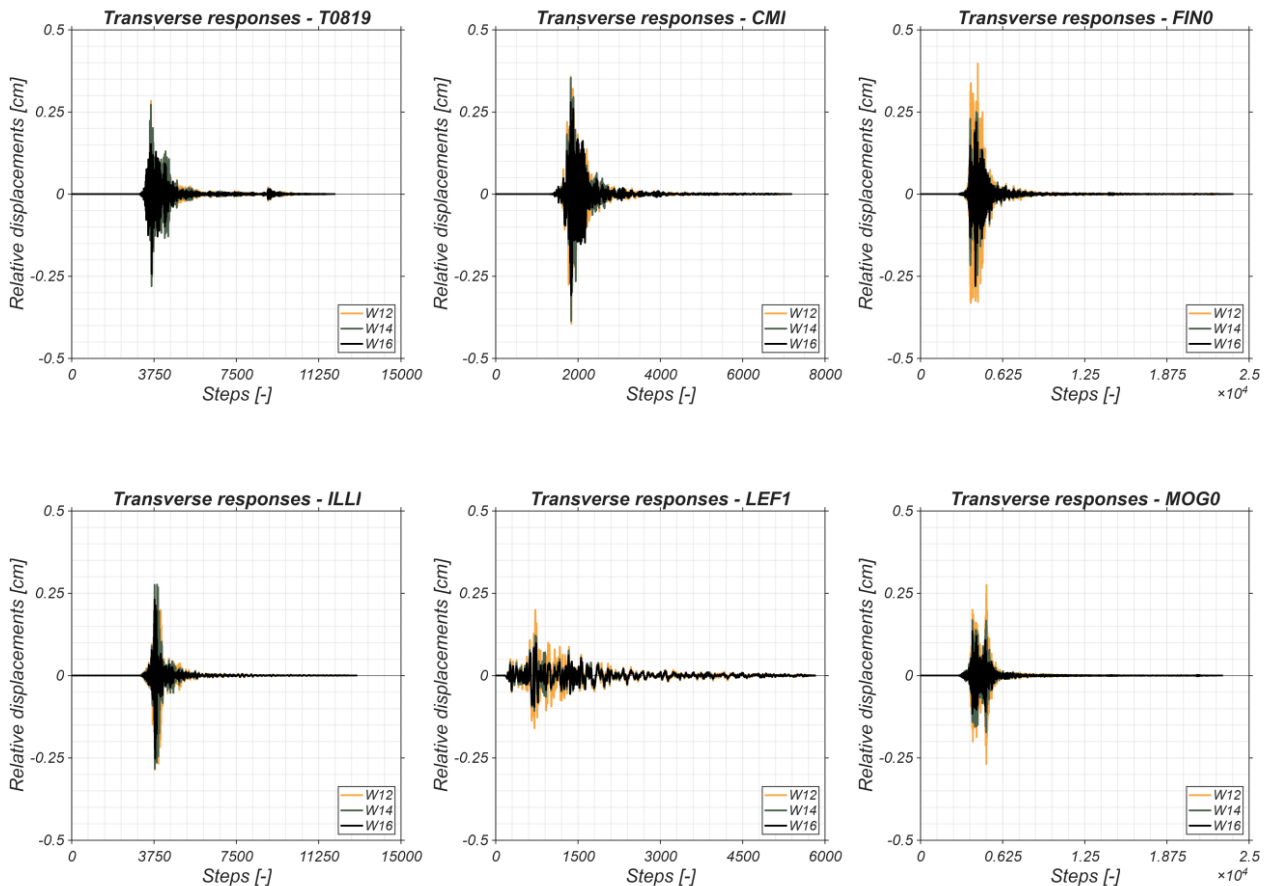 Transverse responses - T0819
0.5
0.25
0
-0.25
-0.5
Relative displacements [cm]
W12
W14
W16
0 3750 7500 11250 15000
Steps [-]
Transverse responses - CMI
0.5
0.25
0
-0.25
-0.5
Relative displacements [cm]
W12
W14
W16
0 2000 4000 6000 8000
Steps [-]
Transverse responses - FIN0
0.5
0.25
0
-0.25
-0.5
Relative displacements [cm]
W12
W14
W16
0 0.625 1.25 1.875 2.5
Steps [-]
×10⁴
Transverse responses - ILLI
0.5
0.25
0
-0.25
-0.5
Relative displacements [cm]
W12
W14
W16
0 3750 7500 11250 15000
Steps [-]
Transverse responses - LEF1
0.5
0.25
0
-0.25
-0.5
Relative displacements [cm]
W12
W14
W16
0 1500 3000 4500 6000
Steps [-]
Transverse responses - MOG0
0.5
0.25
0
-0.25
-0.5
Relative displacements [cm]
W12
W14
W16
0 0.625 1.25 1.875 2.5
Steps [-]
×10⁴